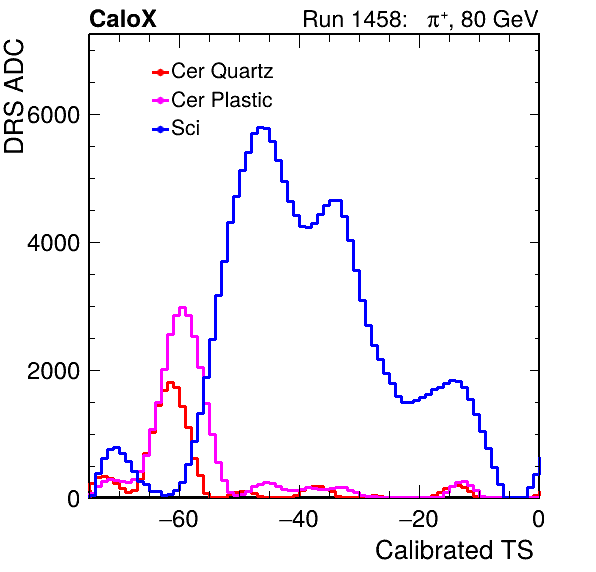 CaloX Run 1458: π⁺, 80 GeV
DRS ADC
Cer Quartz
Cer Plastic
Sci
6000
4000
2000
0
−60 −40 −20 0
Calibrated TS